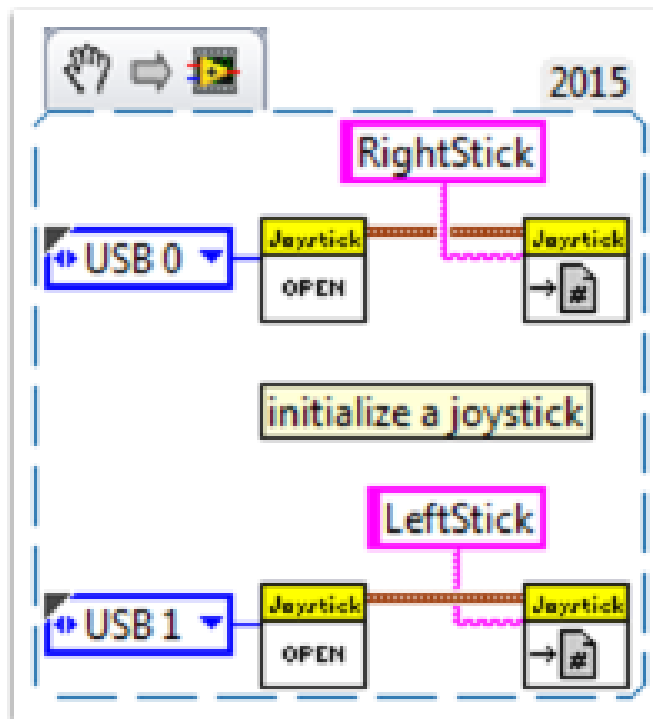 2015
RightStick
USB 0
Joystick
OPEN
Joystick
#
initialize a joystick
LeftStick
USB 1
Joystick
OPEN
Joystick
#